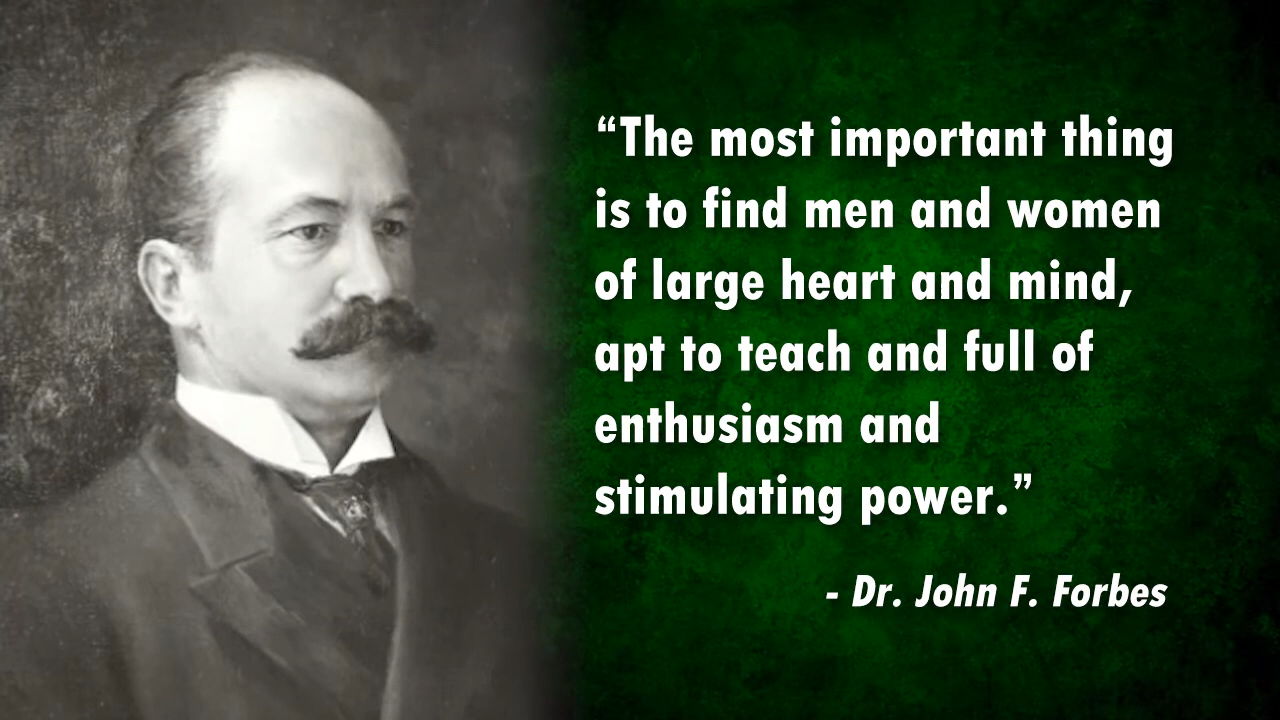 “The most important thing
is to find men and women
of large heart and mind,
apt to teach and full of
enthusiasm and
stimulating power.”
- Dr. John F. Forbes